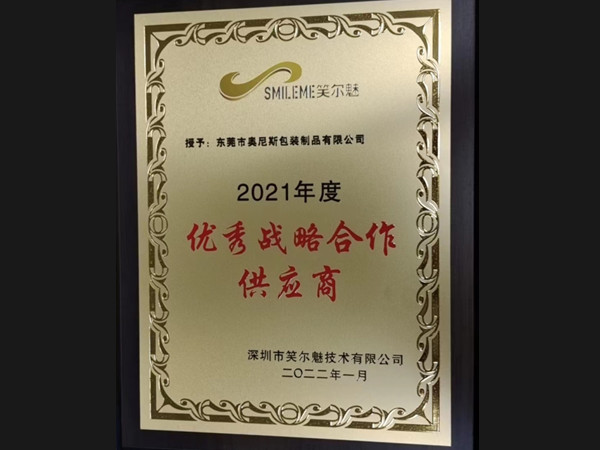 SMILEME笑尔魅
授予：东莞市奥尼斯包装制品有限公司
2021年度
优秀战略合作
供应商
深圳市笑尔魅技术有限公司
二〇二二年一月